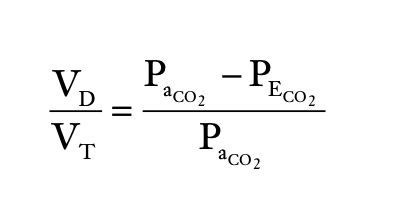 V_D / V_T = (P_aCO₂ − P_ECO₂) / P_aCO₂